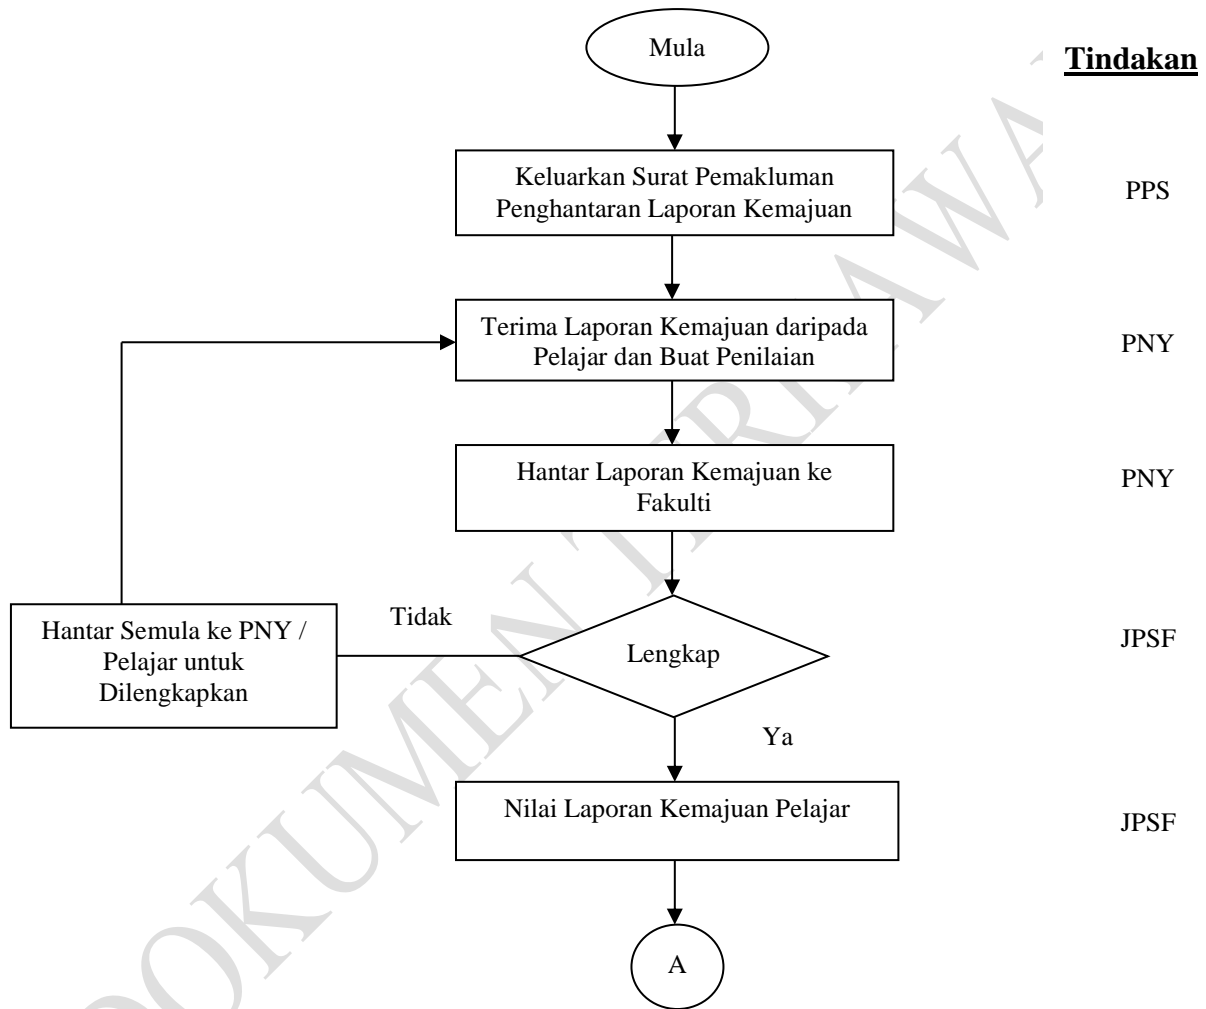 Mula
Tindakan
Keluarkan Surat Pemakluman
Penghantaran Laporan Kemajuan
PPS
Terima Laporan Kemajuan daripada
Pelajar dan Buat Penilaian
PNY
Hantar Laporan Kemajuan ke
Fakulti
PNY
Tidak
Hantar Semula ke PNY /
Pelajar untuk
Dilengkapkan
Lengkap
JPSF
Ya
Nilai Laporan Kemajuan Pelajar
JPSF
A